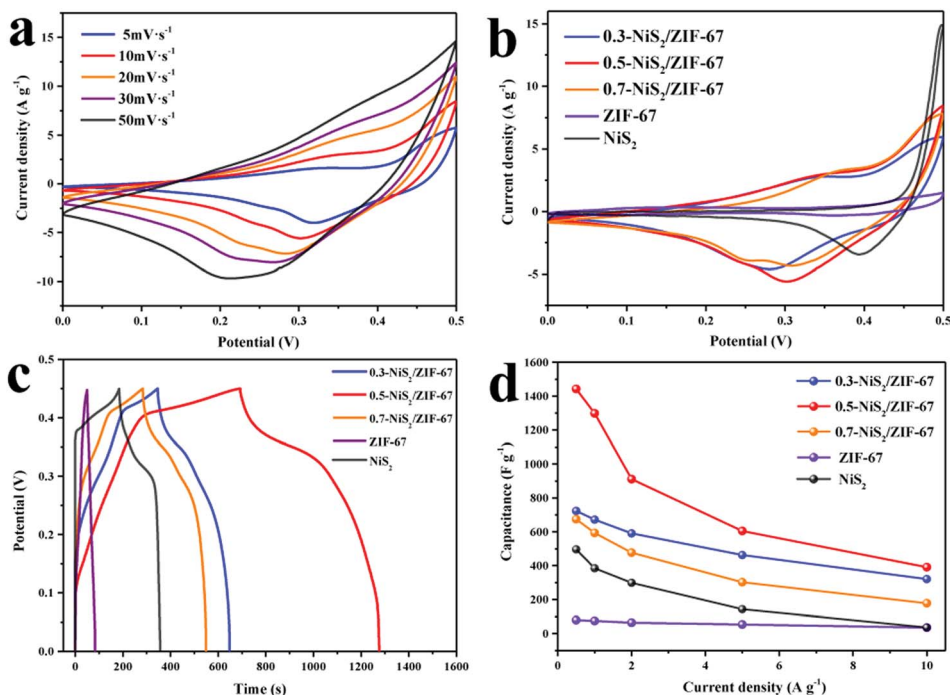 a
5mV·s⁻¹
10mV·s⁻¹
20mV·s⁻¹
30mV·s⁻¹
50mV·s⁻¹
Current density (A g⁻¹)
15
10
5
0
-5
-10
0.0 0.1 0.2 0.3 0.4 0.5
Potential (V)
b
0.3-NiS₂/ZIF-67
0.5-NiS₂/ZIF-67
0.7-NiS₂/ZIF-67
ZIF-67
NiS₂
Current density (A g⁻¹)
15
10
5
0
-5
0.0 0.1 0.2 0.3 0.4 0.5
Potential (V)
c
0.3-NiS₂/ZIF-67
0.5-NiS₂/ZIF-67
0.7-NiS₂/ZIF-67
ZIF-67
NiS₂
Potential (V)
0.5
0.4
0.3
0.2
0.1
0.0
0 200 400 600 800 1000 1200 1400 1600
Time (s)
d
0.3-NiS₂/ZIF-67
0.5-NiS₂/ZIF-67
0.7-NiS₂/ZIF-67
ZIF-67
NiS₂
Capacitance (F g⁻¹)
1600
1400
1200
1000
800
600
400
200
0
0 2 4 6 8 10
Current density (A g⁻¹)